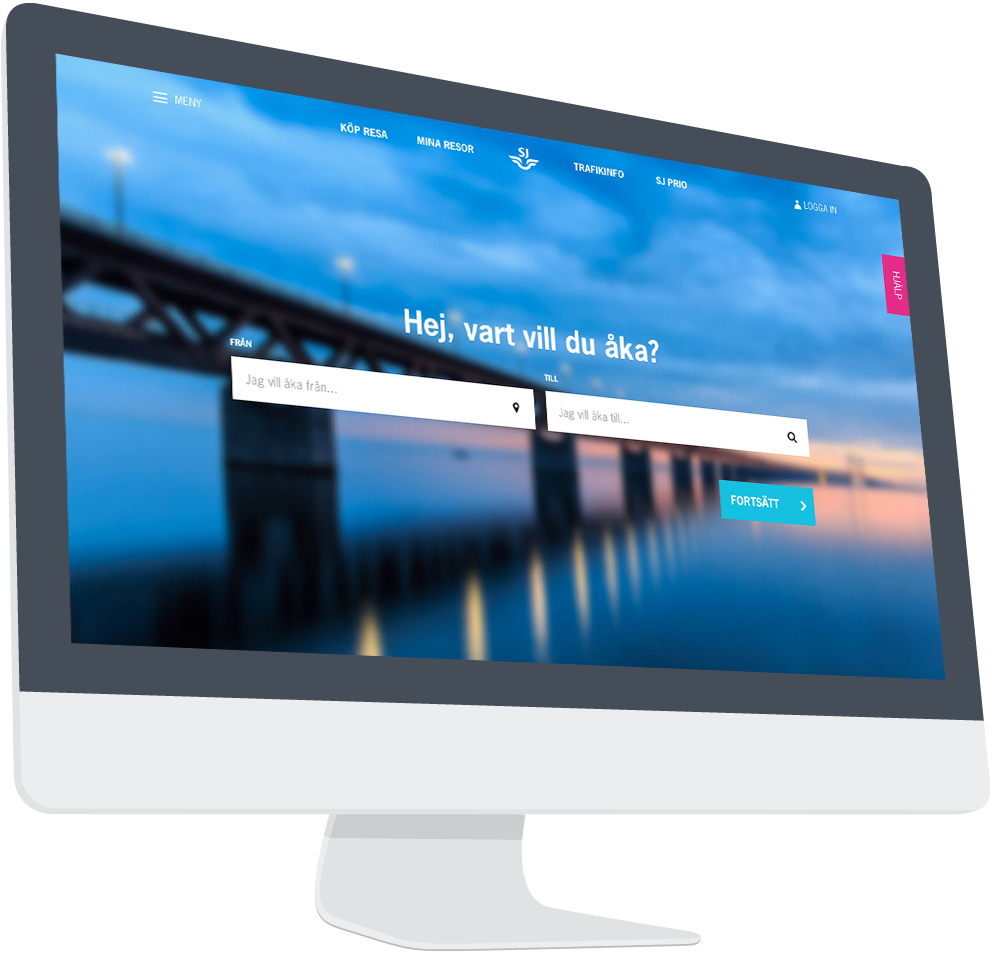 MENY
KÖP RESA
MINA RESOR
SJ
TRAFIKINFO
SJ PRIO
LOGGA IN
HJÄLP
Hej, vart vill du åka?
FRÅN
Jag vill åka från...
TILL
Jag vill åka till...
FORTSÄTT